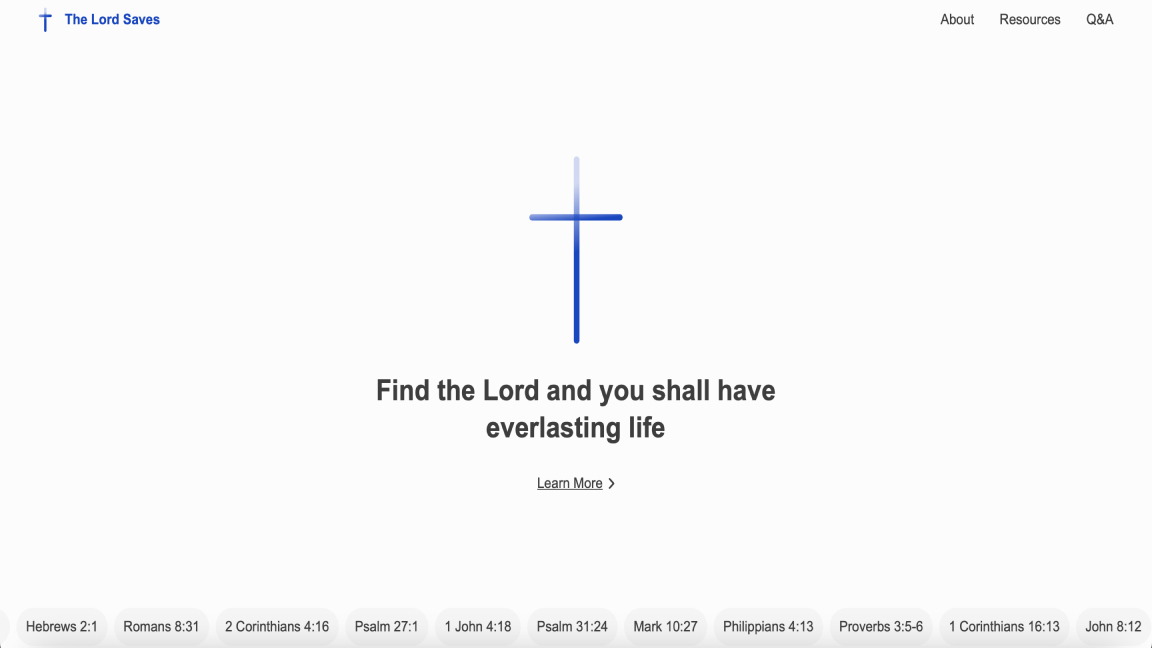 The Lord Saves
About
Resources
Q&A
Find the Lord and you shall have
everlasting life
Learn More
Hebrews 2:1
Romans 8:31
2 Corinthians 4:16
Psalm 27:1
1 John 4:18
Psalm 31:24
Mark 10:27
Philippians 4:13
Proverbs 3:5-6
1 Corinthians 16:13
John 8:12